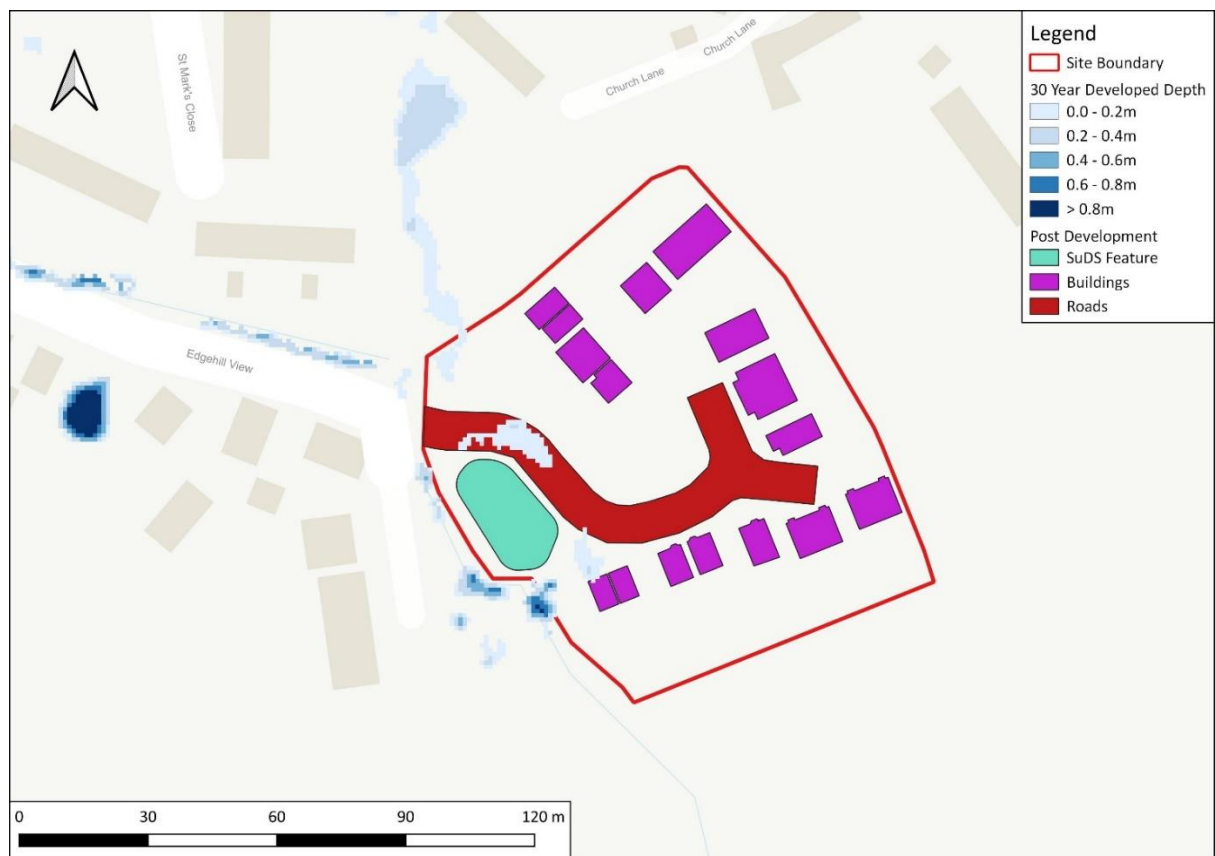 Legend
Site Boundary
30 Year Developed Depth
0.0 - 0.2m
0.2 - 0.4m
0.4 - 0.6m
0.6 - 0.8m
> 0.8m
Post Development
SuDS Feature
Buildings
Roads
St Mark's Close
Church Lane
Church Lane
Edgehill View
0 30 60 90 120 m